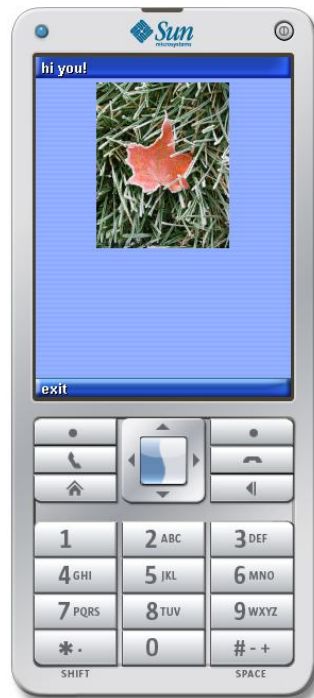 Sun
microsystems
hi you!
exit
1
2 ABC
3 DEF
4 GHI
5 JKL
6 MNO
7 PQRS
8 TUV
9 WXYZ
* .
0
# - +
SHIFT
SPACE